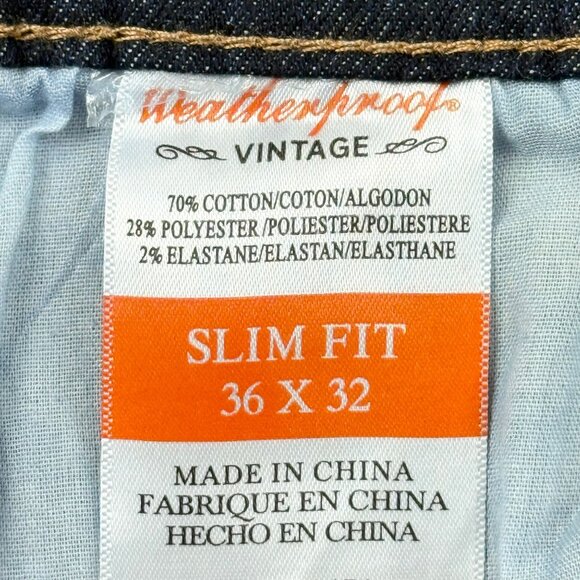 Weatherproof®
VINTAGE
70% COTTON/COTON/ALGODON
28% POLYESTER /POLIESTER/POLIESTERE
2% ELASTANE/ELASTAN/ELASTHANE
SLIM FIT
36 X 32
MADE IN CHINA
FABRIQUE EN CHINA
HECHO EN CHINA